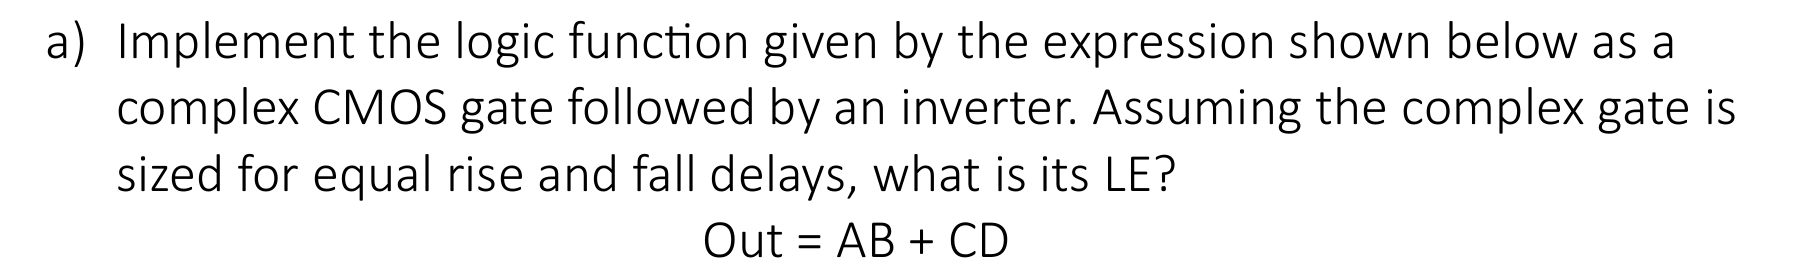 a) Implement the logic function given by the expression shown below as a
complex CMOS gate followed by an inverter. Assuming the complex gate is
sized for equal rise and fall delays, what is its LE?
Out = AB + CD